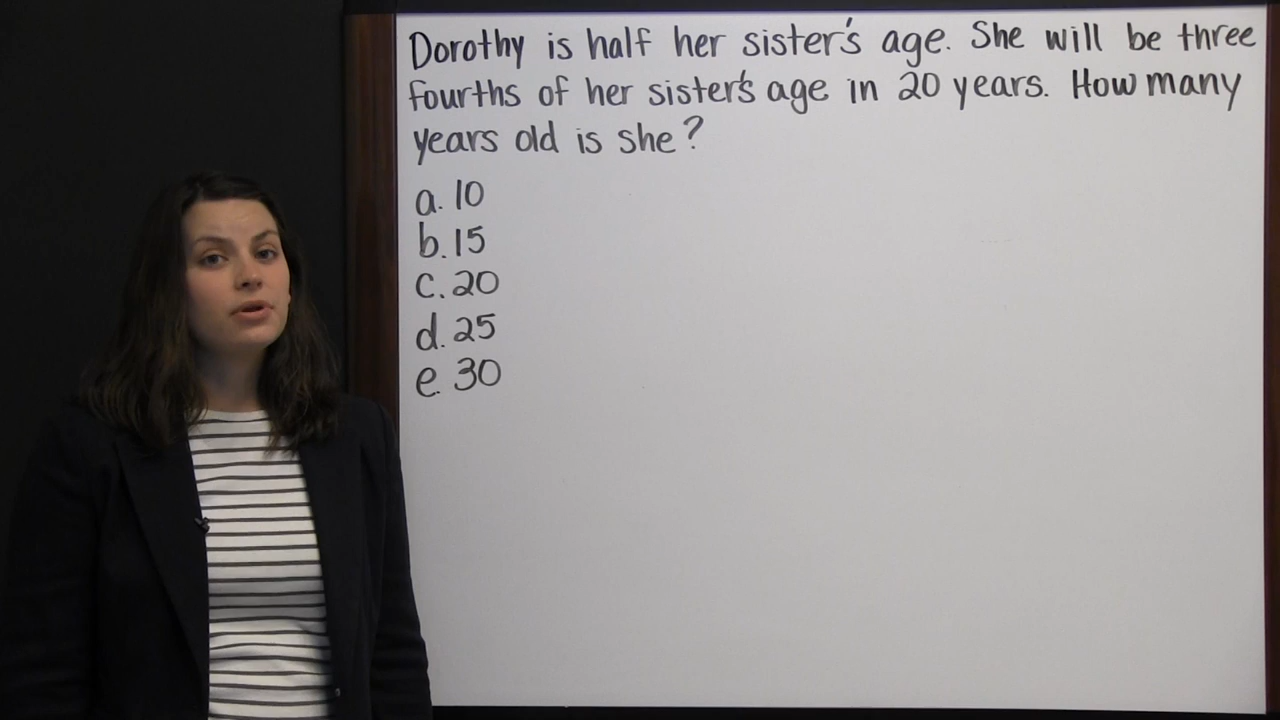 Dorothy is half her sister's age. She will be three
fourths of her sister's age in 20 years. How many
years old is she?
a. 10
b. 15
c. 20
d. 25
e. 30